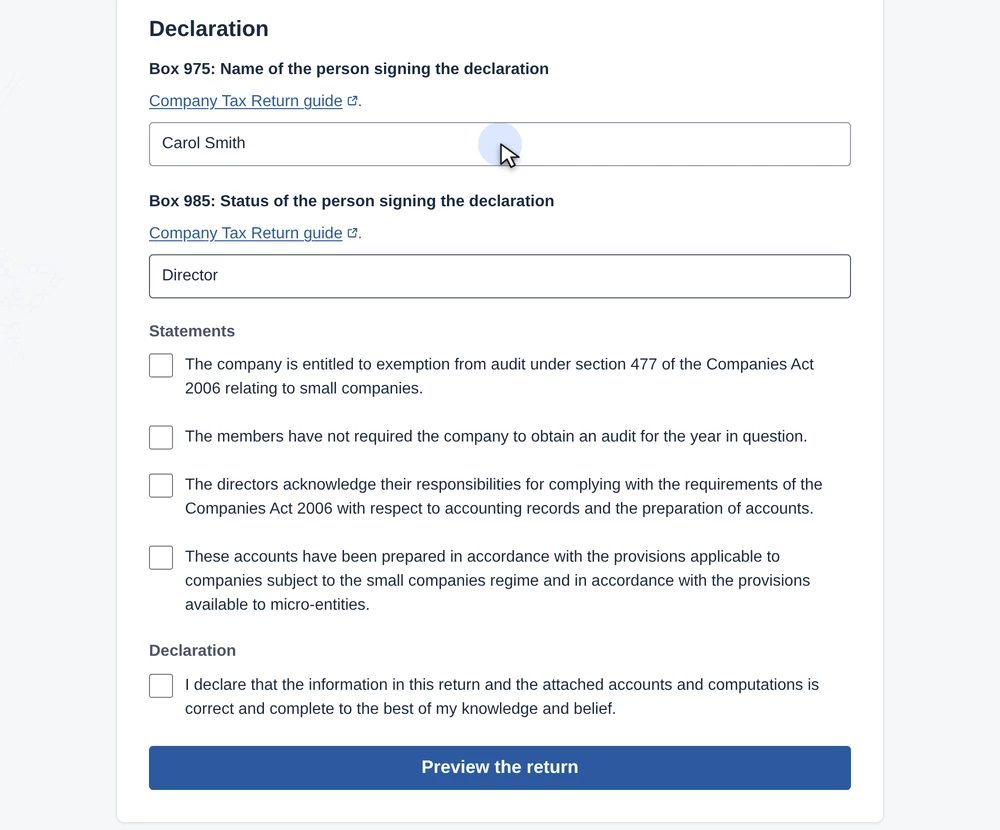 Declaration
Box 975: Name of the person signing the declaration
Company Tax Return guide.
Carol Smith
Box 985: Status of the person signing the declaration
Company Tax Return guide.
Director
Statements
The company is entitled to exemption from audit under section 477 of the Companies Act
2006 relating to small companies.
The members have not required the company to obtain an audit for the year in question.
The directors acknowledge their responsibilities for complying with the requirements of the
Companies Act 2006 with respect to accounting records and the preparation of accounts.
These accounts have been prepared in accordance with the provisions applicable to
companies subject to the small companies regime and in accordance with the provisions
available to micro-entities.
Declaration
I declare that the information in this return and the attached accounts and computations is
correct and complete to the best of my knowledge and belief.
Preview the return